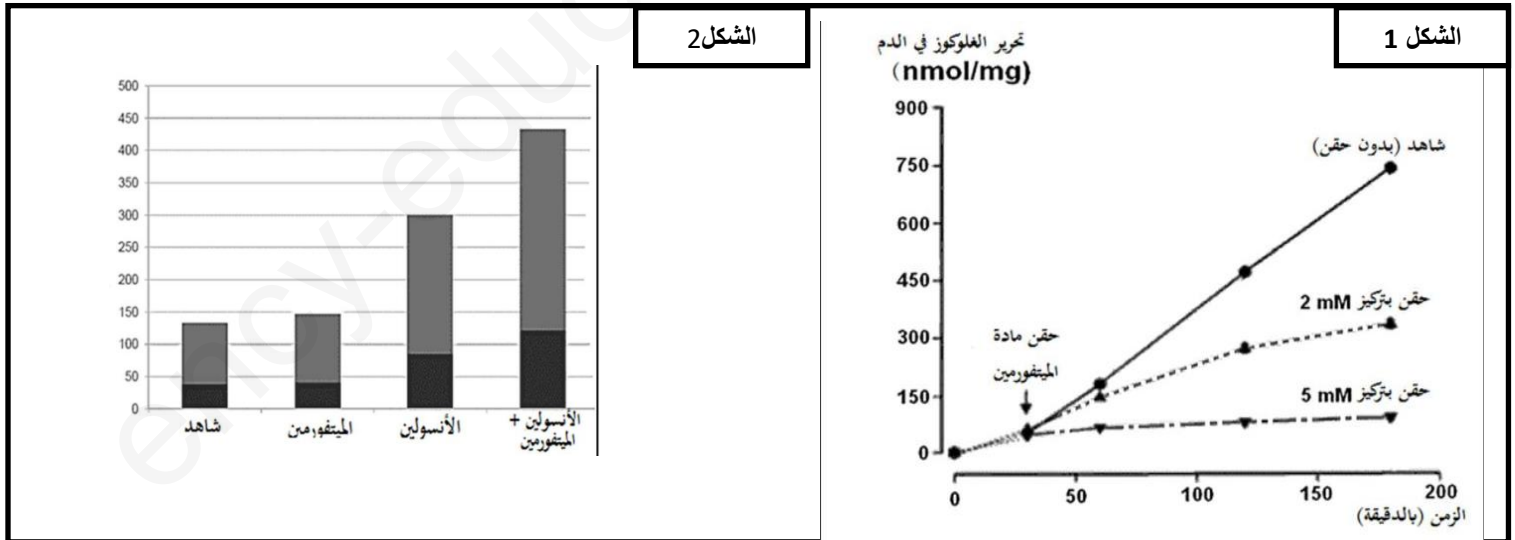 الشكل 1
تحرير الغلوكوز في الدم
(nmol/mg)
900
750
600
450
300
150
0
شاهد (بدون حقن)
حقن بتركيز 2 mM
حقن مادة
الميتفورمين
حقن بتركيز 5 mM
0 50 100 150 200
الزمن (بالدقيقة)
الشكل2
500
450
400
350
300
250
200
150
100
50
0
شاهد الميتفورمين الأنسولين الأنسولين +
الميتفورمين
ency-educ